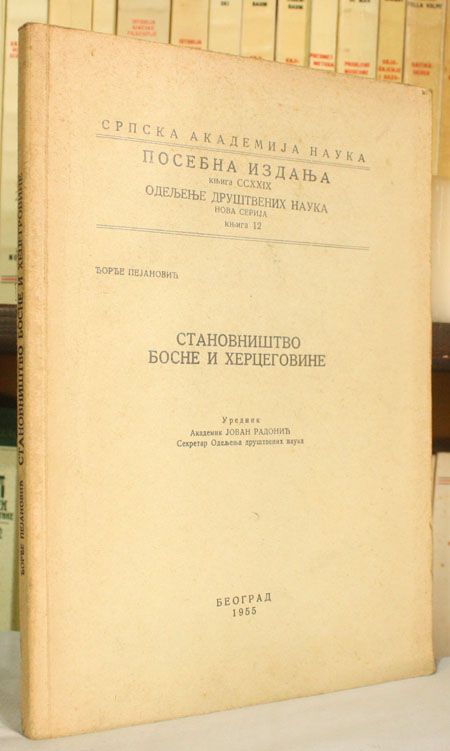 СРПСКА АКАДЕМИЈА НАУКА
ПОСЕБНА ИЗДАЊА
књига CCXXIX
ОДЕЉЕЊЕ ДРУШТВЕНИХ НАУКА
НОВА СЕРИЈА
књига 12
ЂОРЂЕ ПЕЈАНОВИЋ
СТАНОВНИШТВО
БОСНЕ И ХЕРЦЕГОВИНЕ
Уредник
Академик ЈОВАН РАДОНИЋ
Секретар Одељења друштвених наука
БЕОГРАД
1955
ЂОРЂЕ ПЕЈАНОВИЋ СТАНОВНИШТВО БОСНЕ И ХЕРЦЕГОВИНЕ